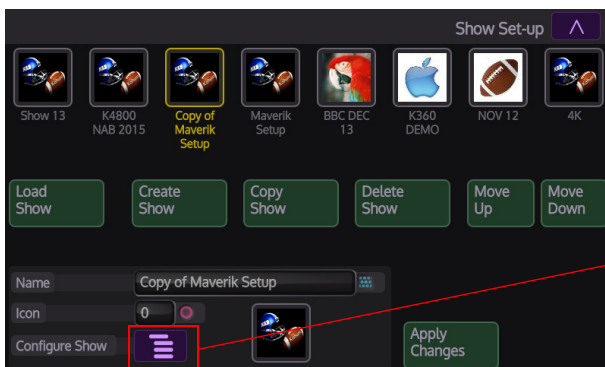 Show Set-up
Show 13
K4800
NAB 2015
Copy of
Maverik
Setup
Maverik
Setup
BBC DEC
13
K360
DEMO
NOV 12
4K
Load
Show
Create
Show
Copy
Show
Delete
Show
Move
Up
Move
Down
Name
Copy of Maverik Setup
Icon
0
Configure Show
Apply
Changes